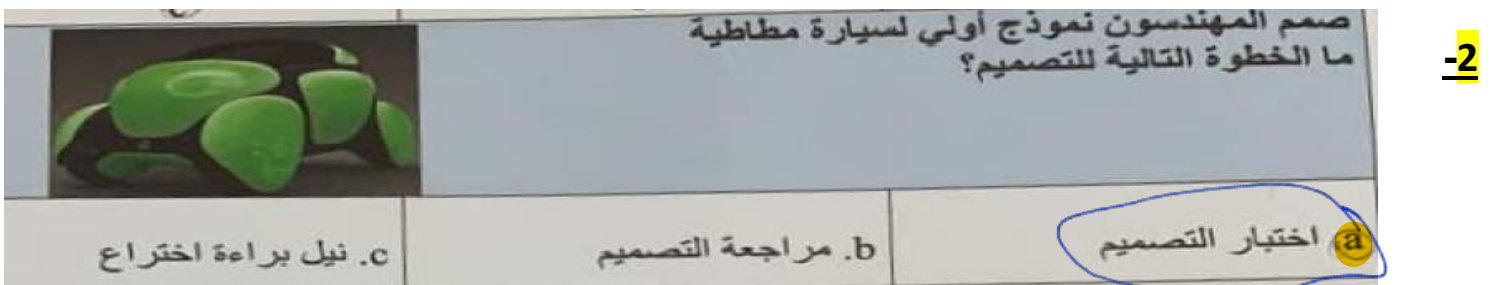 2-
صمم المهندسون نموذج أولي لسيارة مطاطية
ما الخطوة التالية للتصميم؟
a. اختبار التصميم
b. مراجعة التصميم
c. نيل براءة اختراع